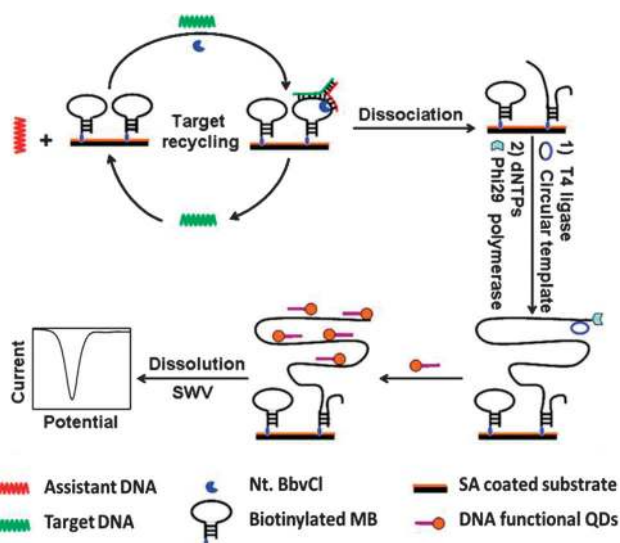 +
Target
recycling
Dissociation
1) T4 ligase
Circular template
2) dNTPs
Phi29 polymerase
Current
Potential
Dissolution
SWV
Assistant DNA
Nt. BbvCl
SA coated substrate
Target DNA
Biotinylated MB
DNA functional QDs